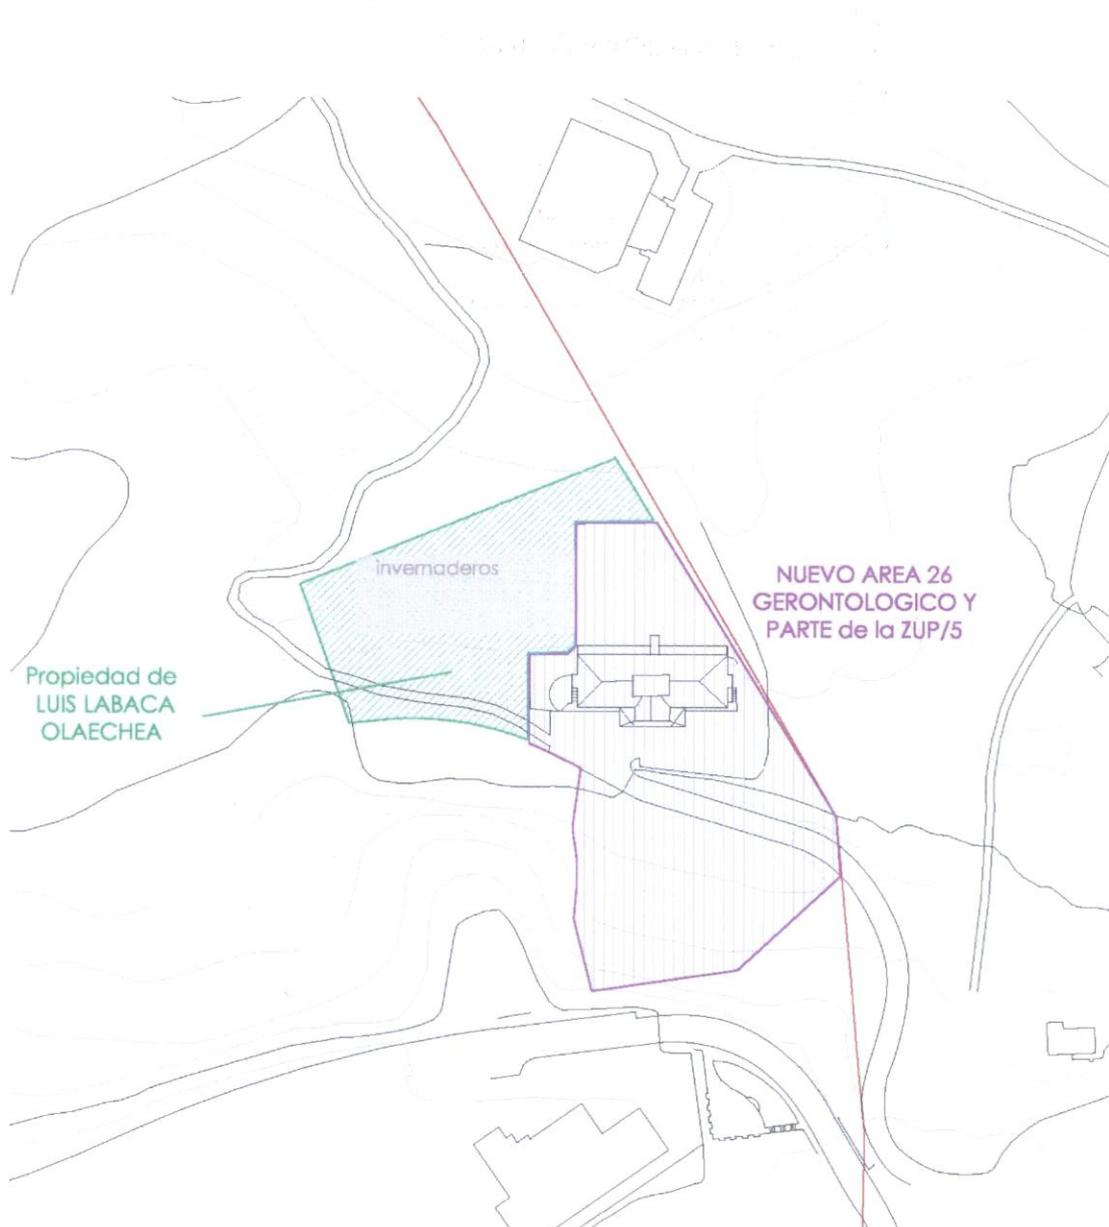 invernaderos
NUEVO AREA 26
GERONTOLOGICO Y
PARTE de la ZUP/5
Propiedad de
LUIS LABACA
OLAECHEA